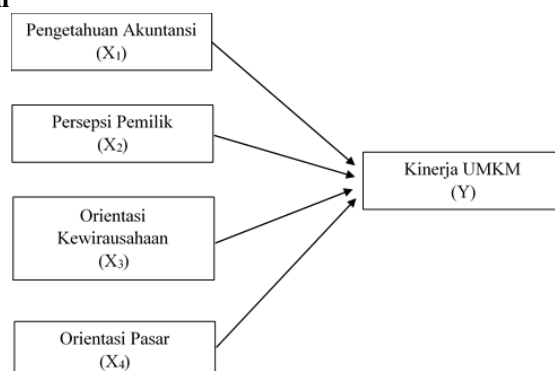 Pengetahuan Akuntansi
(X₁)
Persepsi Pemilik
(X₂)
Orientasi
Kewirausahaan
(X₃)
Orientasi Pasar
(X₄)
Kinerja UMKM
(Y)